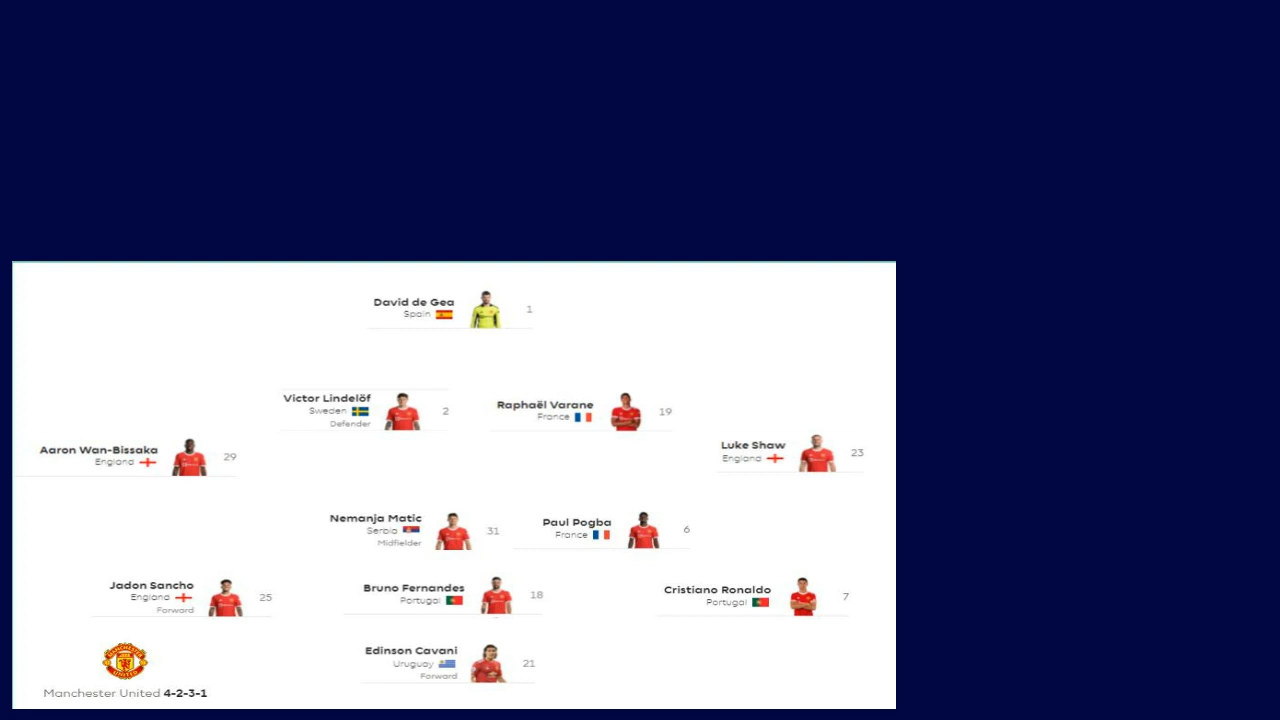 David de Gea
Spain
1
Victor Lindelöf
Sweden
Defender
2
Raphaël Varane
France
19
Aaron Wan-Bissaka
England
29
Luke Shaw
England
23
Nemanja Matic
Serbia
Midfielder
31
Paul Pogba
France
6
Jadon Sancho
England
Forward
25
Bruno Fernandes
Portugal
18
Cristiano Ronaldo
Portugal
7
Edinson Cavani
Uruguay
Forward
21
MANCHESTER
UNITED
Manchester United 4-2-3-1